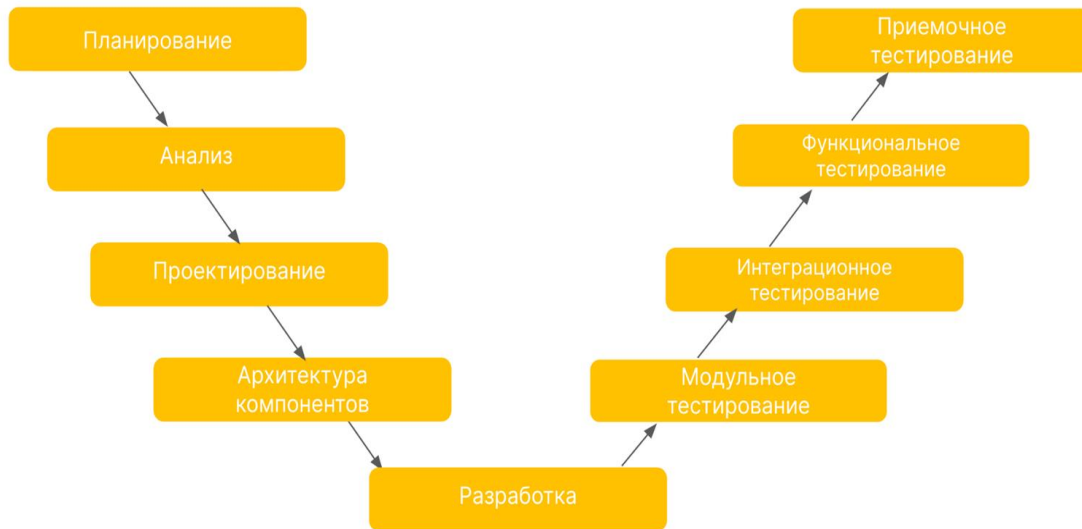 Планирование
Анализ
Проектирование
Архитектура
компонентов
Разработка
Модульное
тестирование
Интеграционное
тестирование
Функциональное
тестирование
Приемочное
тестирование